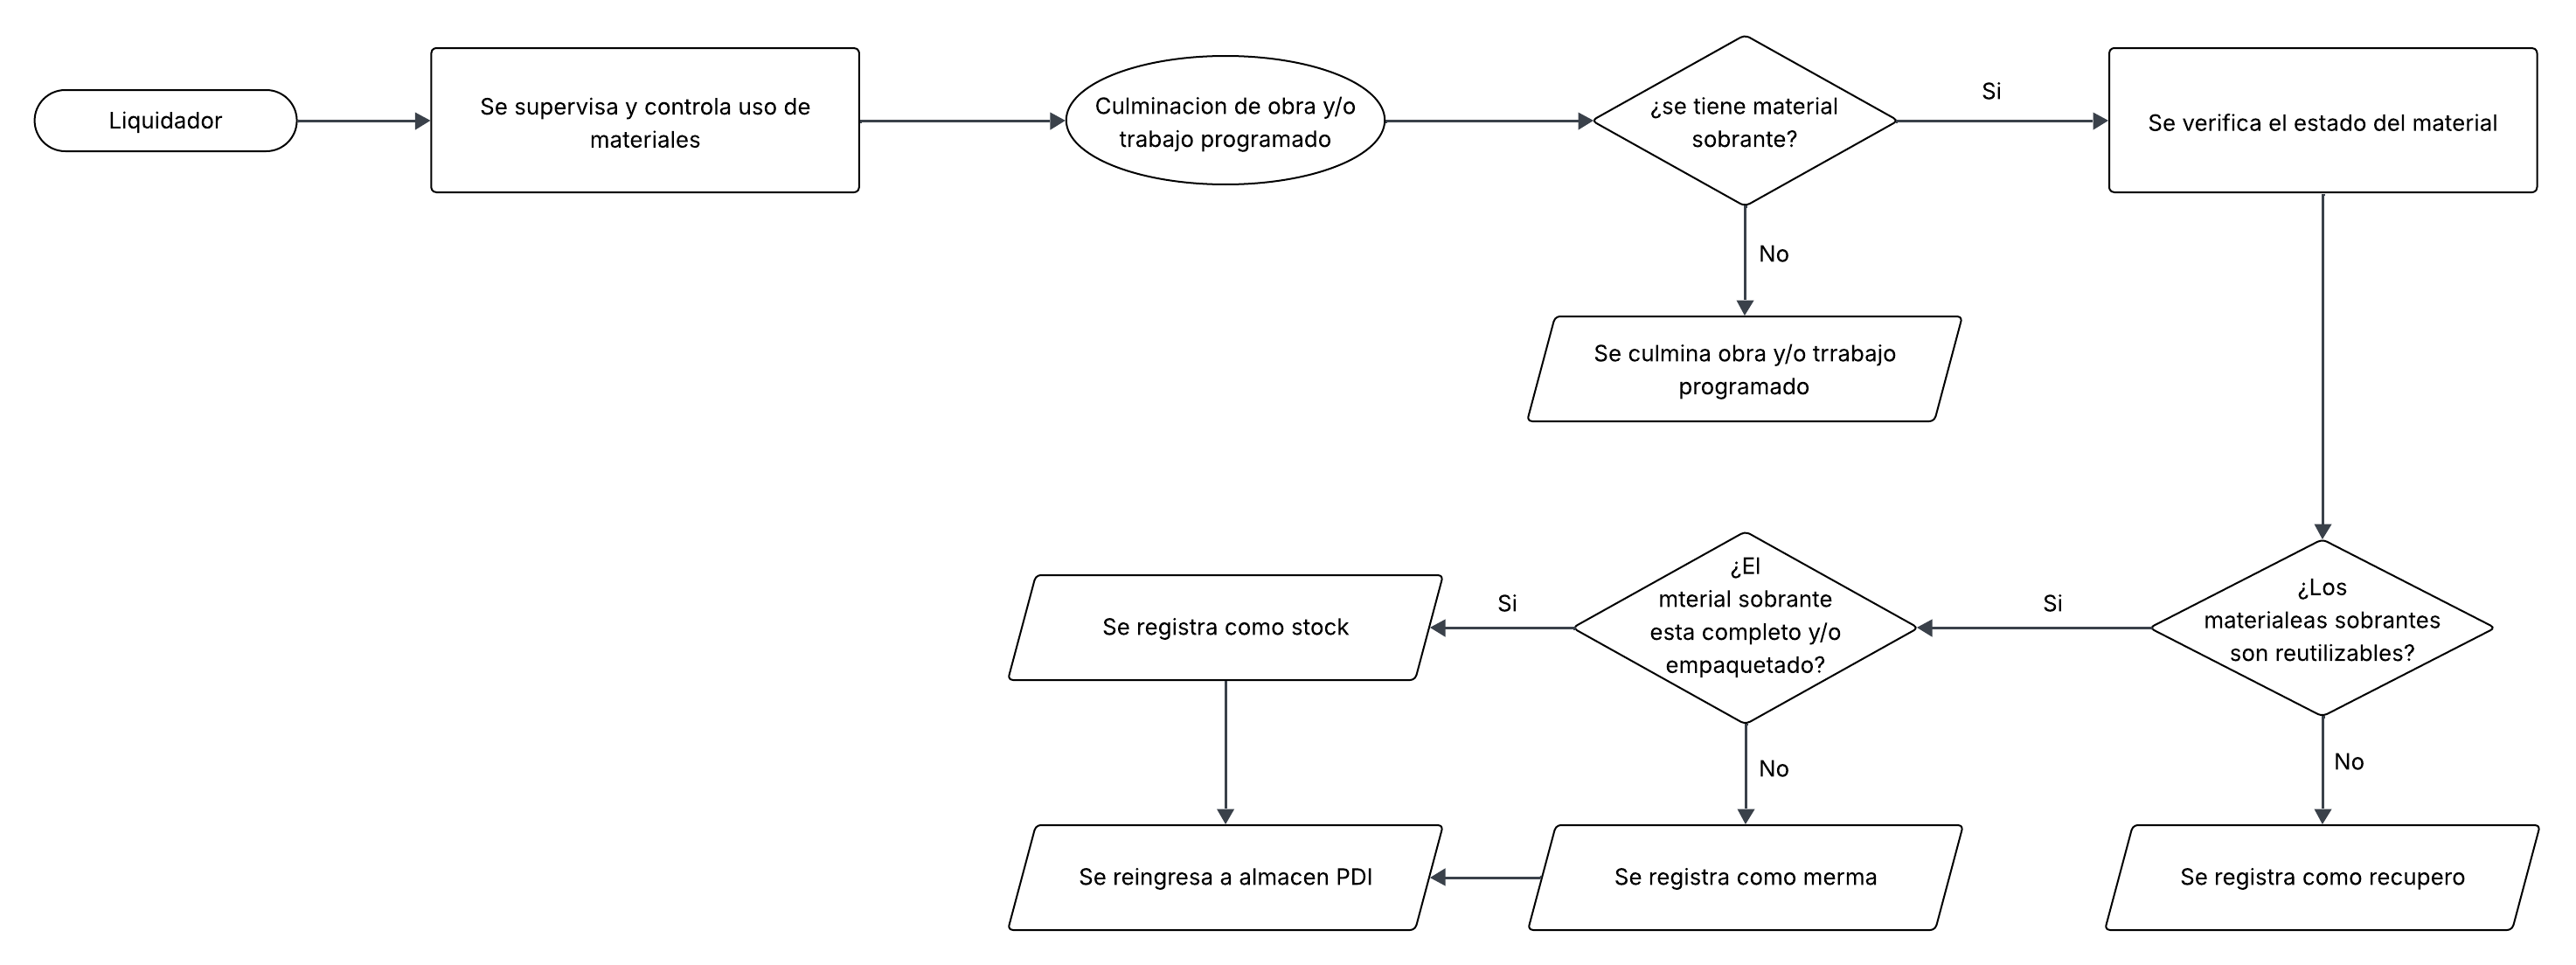 Liquidador
Se supervisa y controla uso de
materiales
Culminacion de obra y/o
trabajo programado
¿se tiene material
sobrante?
Si
Se verifica el estado del material
No
Se culmina obra y/o trrabajo
programado
¿Los
materialeas sobrantes
son reutilizables?
Si
¿El
mterial sobrante
esta completo y/o
empaquetado?
Si
Se registra como stock
No
No
Se reingresa a almacen PDI
Se registra como merma
Se registra como recupero